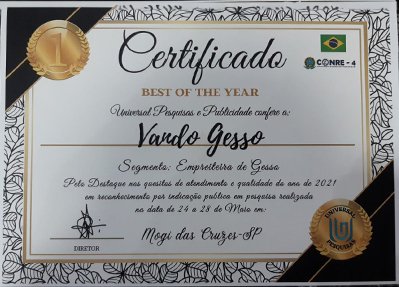 1
Certificado
CONRE - 4
BEST OF THE YEAR
Universal Pesquisas e Publicidade confere a:
Vando Gesso
Segmento: Empreiteira de Gesso
Pelo Destaque nos quesitos de atendimento e qualidade do ano de 2021
em reconhecimento por indicação publica em pesquisa realizada
na data de 24 a 28 de Maio em:
Mogi das Cruzes-SP
DIRETOR
UNIVERSAL
PESQUISAS